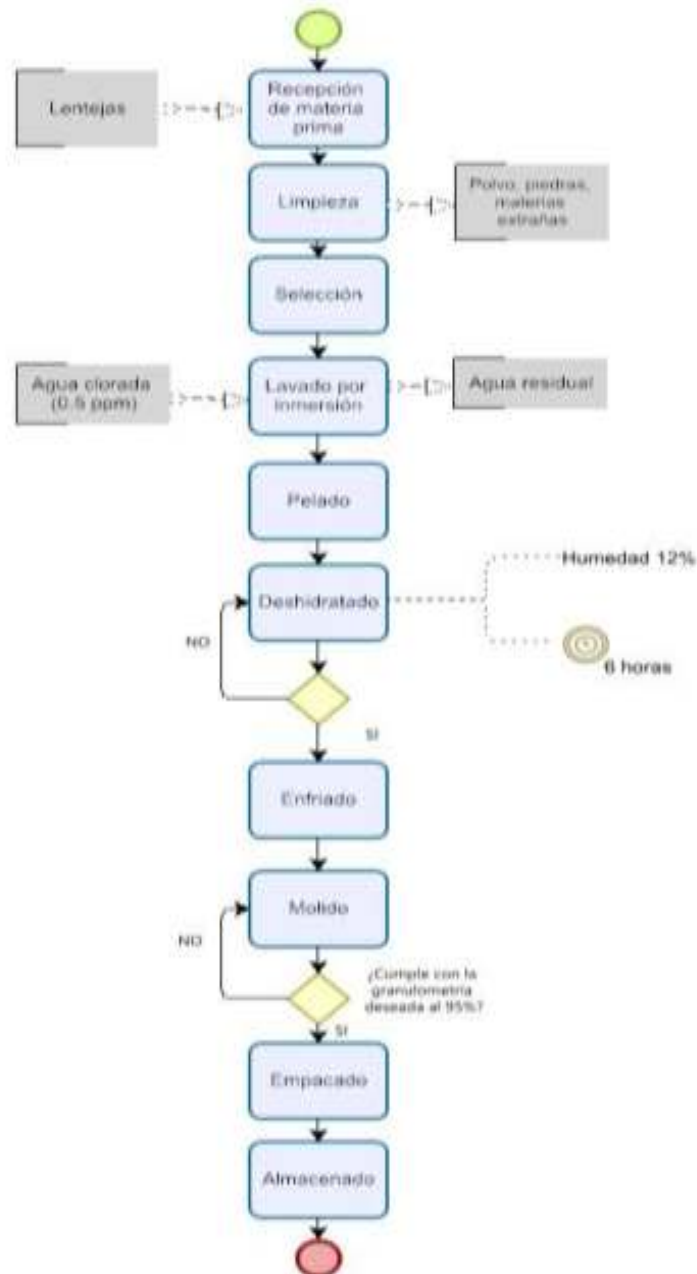 Lentejas
Recepción
de materia
prima
Limpieza
Polvo, piedras,
materias
extrañas
Selección
Agua clorada
(0.5 ppm)
Lavado por
inmersión
Agua residual
Pelado
Deshidratado
Humedad 12%
NO
6 horas
SI
Enfriado
Molido
NO
¿Cumple con la
granulometría
deseada al 95%?
SI
Empacado
Almacenado